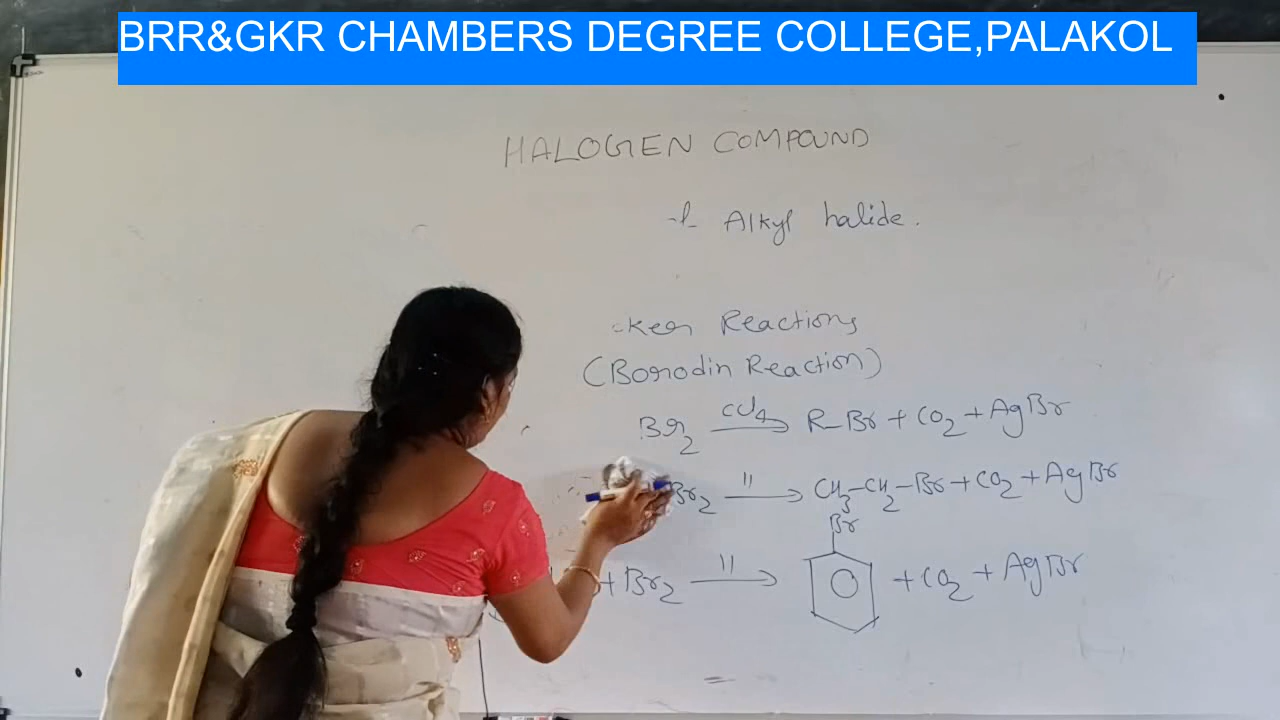 BRR&GKR CHAMBERS DEGREE COLLEGE,PALAKOL
HALOGEN COMPOUND
Alkyl halide.
Reactions
(Borodin Reaction)
Br₂ CCl₄→ R-Br + CO₂ + AgBr
Br₂ "→ CH₃-CH₂-Br + CO₂ + AgBr
Br
+ Br₂ "→ + CO₂ + AgBr